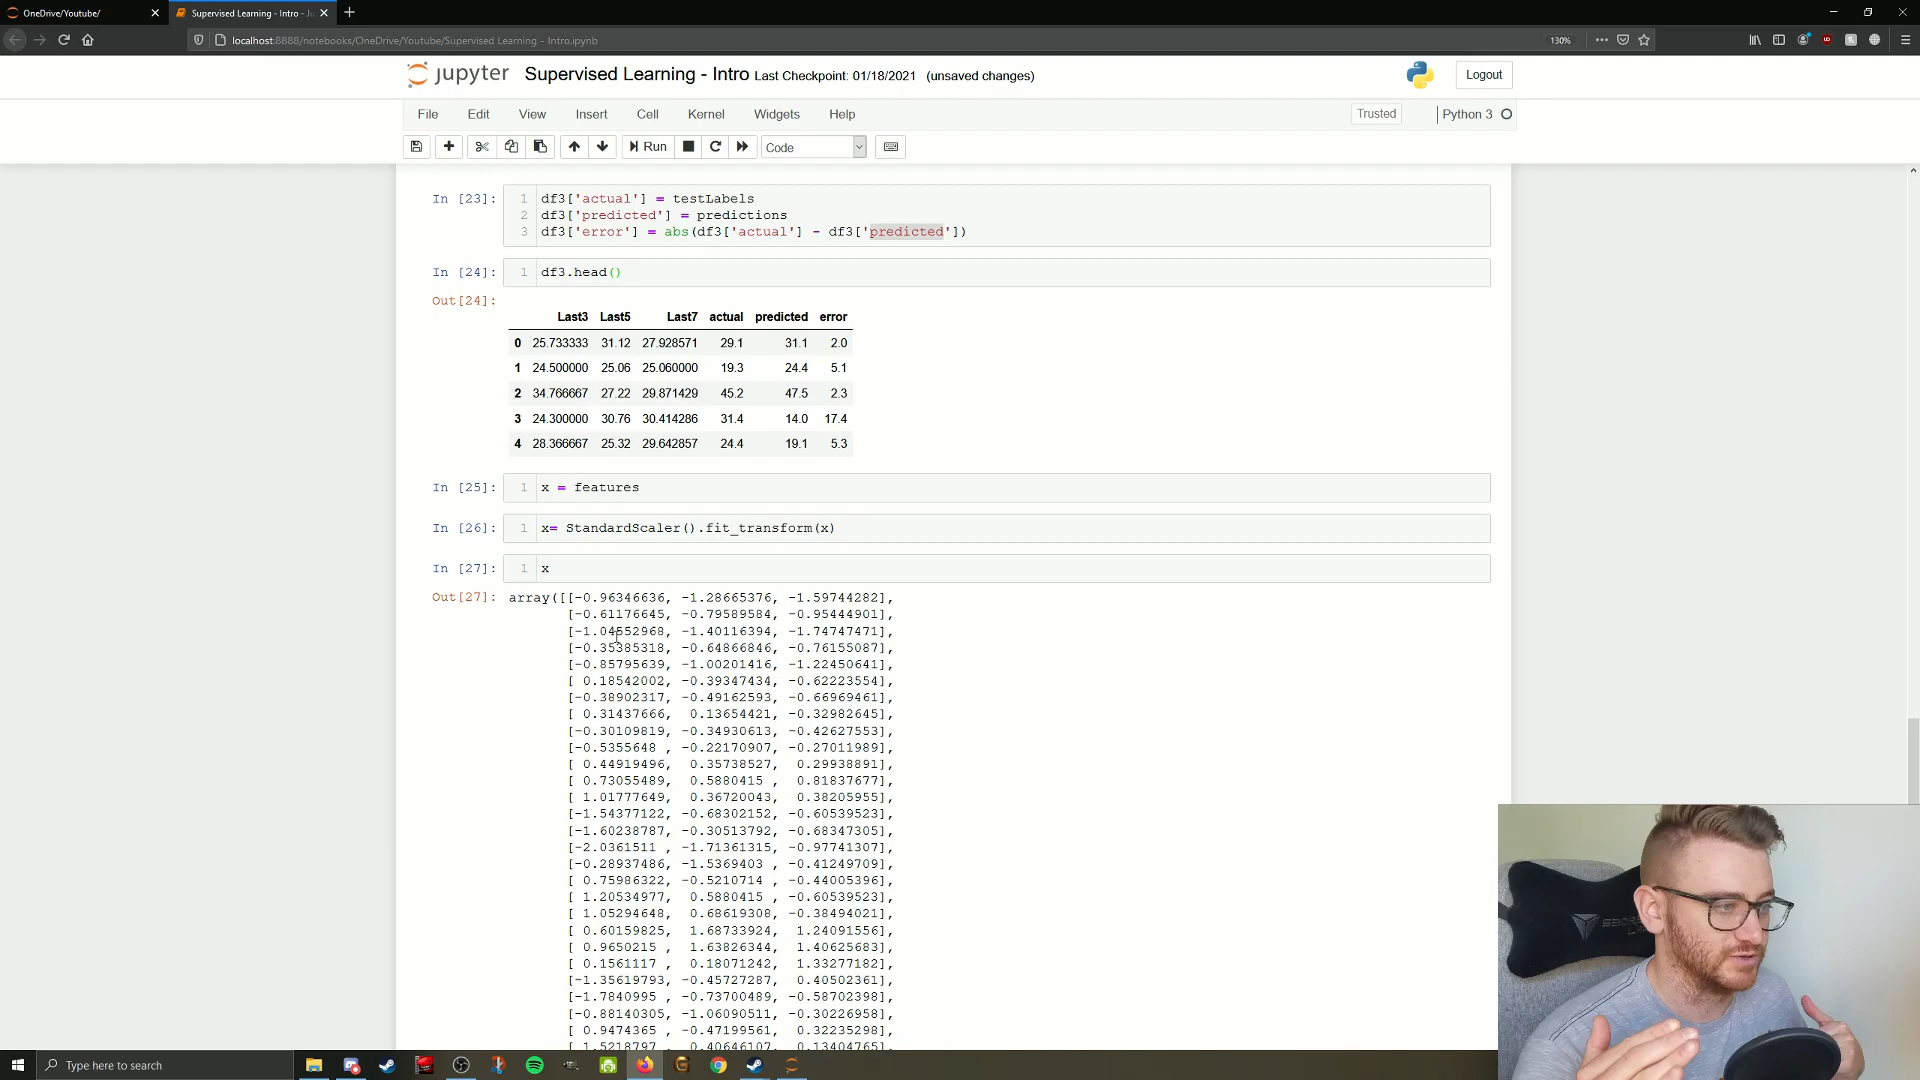 OneDrive/Youtube/
Supervised Learning - Intro - Ju
localhost:8888/notebooks/OneDrive/Youtube/Supervised Learning - Intro.ipynb
130%
jupyter Supervised Learning - Intro Last Checkpoint: 01/18/2021 (unsaved changes)
Logout
File Edit View Insert Cell Kernel Widgets Help
Trusted
Python 3
Run
Code
In [23]:
1 df3['actual'] = testLabels
2 df3['predicted'] = predictions
3 df3['error'] = abs(df3['actual'] - df3['predicted'])
In [24]:
1 df3.head()
Out[24]:
Last3 Last5 Last7 actual predicted error
0 25.733333 31.12 27.928571 29.1 31.1 2.0
1 24.500000 25.06 25.060000 19.3 24.4 5.1
2 34.766667 27.22 29.871429 45.2 47.5 2.3
3 24.300000 30.76 30.414286 31.4 14.0 17.4
4 28.366667 25.32 29.642857 24.4 19.1 5.3
In [25]:
1 x = features
In [26]:
1 x= StandardScaler().fit_transform(x)
In [27]:
1 x
Out[27]:
array([[-0.96346636, -1.28665376, -1.59744282],
[-0.61176645, -0.79589584, -0.95444901],
[-1.04552968, -1.40116394, -1.74747471],
[-0.35385318, -0.64866846, -0.76155087],
[-0.85795639, -1.00201416, -1.22450641],
[ 0.18542002, -0.39347434, -0.62223554],
[-0.38902317, -0.49162593, -0.66969461],
[ 0.31437666, 0.13654421, -0.32982645],
[-0.30109819, -0.34930613, -0.42627553],
[-0.5355648 , -0.22170907, -0.27011989],
[ 0.44919496, 0.35738527, 0.29938891],
[ 0.73055489, 0.5880415 , 0.81837677],
[ 1.01777649, 0.36720043, 0.38205955],
[-1.54377122, -0.68302152, -0.60539523],
[-1.60238787, -0.30513792, -0.68347305],
[-2.0361511 , -1.71361315, -0.97741307],
[-0.28937486, -1.5369403 , -0.41249709],
[ 0.75986322, -0.5210714 , -0.44005396],
[ 1.20534977, 0.5880415 , -0.60539523],
[ 1.05294648, 0.68619308, -0.38494021],
[ 0.60159825, 1.68733924, 1.24091556],
[ 0.9650215 , 1.63826344, 1.40625683],
[ 0.1561117 , 0.18071242, 1.33277182],
[-1.35619793, -0.45727287, 0.40502361],
[-1.7840995 , -0.73700489, -0.58702398],
[-0.88140305, -1.06090511, -0.30226958],
[ 0.9474365 , -0.47199561, 0.32235298],
[ 1.5218797 , 0.40646107, 0.13404765],
Type here to search